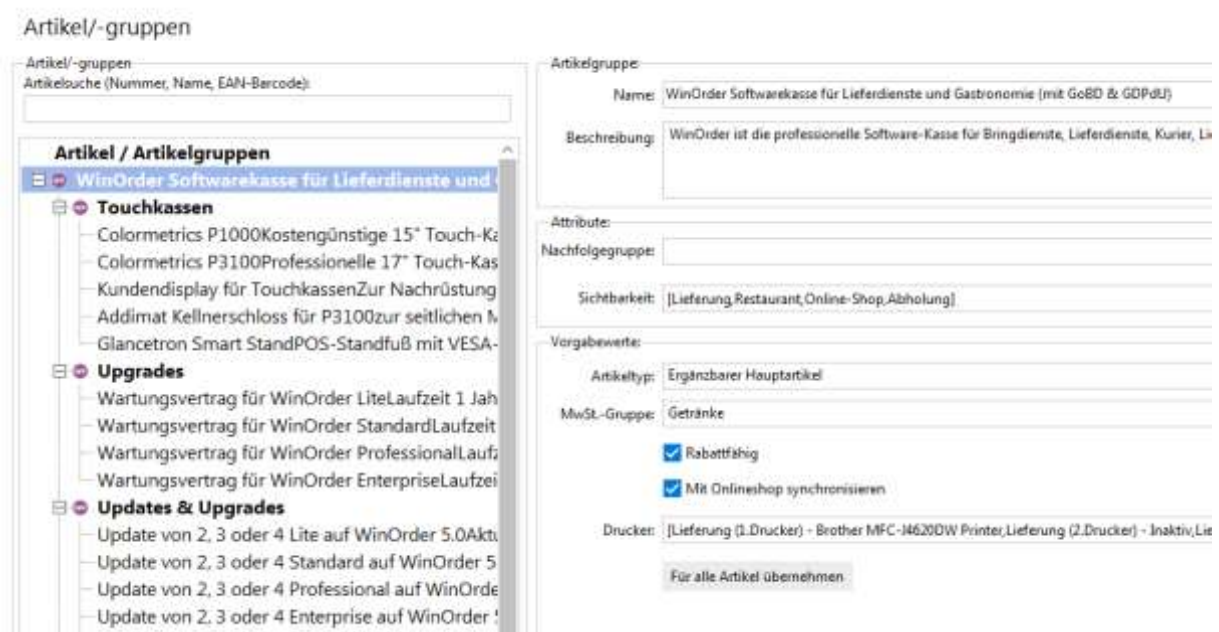 Artikel/-gruppen
Artikel/-gruppen
Artikelsuche (Nummer, Name, EAN-Barcode):
Artikel / Artikelgruppen
WinOrder Softwarekasse für Lieferdienste und
Touchkassen
Colormetrics P1000Kostengünstige 15" Touch-Ka
Colormetrics P3100Professionelle 17" Touch-Kas
Kundendisplay für TouchkassenZur Nachrüstung
Addimat Kellnerschloss für P3100zur seitlichen M
Glancetron Smart StandPOS-Standfuß mit VESA-
Upgrades
Wartungsvertrag für WinOrder LiteLaufzeit 1 Jah
Wartungsvertrag für WinOrder StandardLaufzeit
Wartungsvertrag für WinOrder ProfessionalLaufz
Wartungsvertrag für WinOrder EnterpriseLaufzei
Updates & Upgrades
Update von 2, 3 oder 4 Lite auf WinOrder 5.0Aktu
Update von 2, 3 oder 4 Standard auf WinOrder 5
Update von 2, 3 oder 4 Professional auf WinOrde
Update von 2, 3 oder 4 Enterprise auf WinOrder
Artikelgruppe:
Name: WinOrder Softwarekasse für Lieferdienste und Gastronomie (mit GoBD & GDPdU)
Beschreibung: WinOrder ist die professionelle Software-Kasse für Bringdienste, Lieferdienste, Kurier, Lie
Attribute:
Nachfolgegruppe:
Sichtbarkeit: [Lieferung,Restaurant,Online-Shop,Abholung]
Vorgabewerte:
Artikeltyp: Ergänzbarer Hauptartikel
MwSt.-Gruppe: Getränke
Rabattfähig
Mit Onlineshop synchronisieren
Drucker: [Lieferung (1.Drucker) - Brother MFC-J4620DW Printer,Lieferung (2.Drucker) - Inaktiv,Lie
Für alle Artikel übernehmen